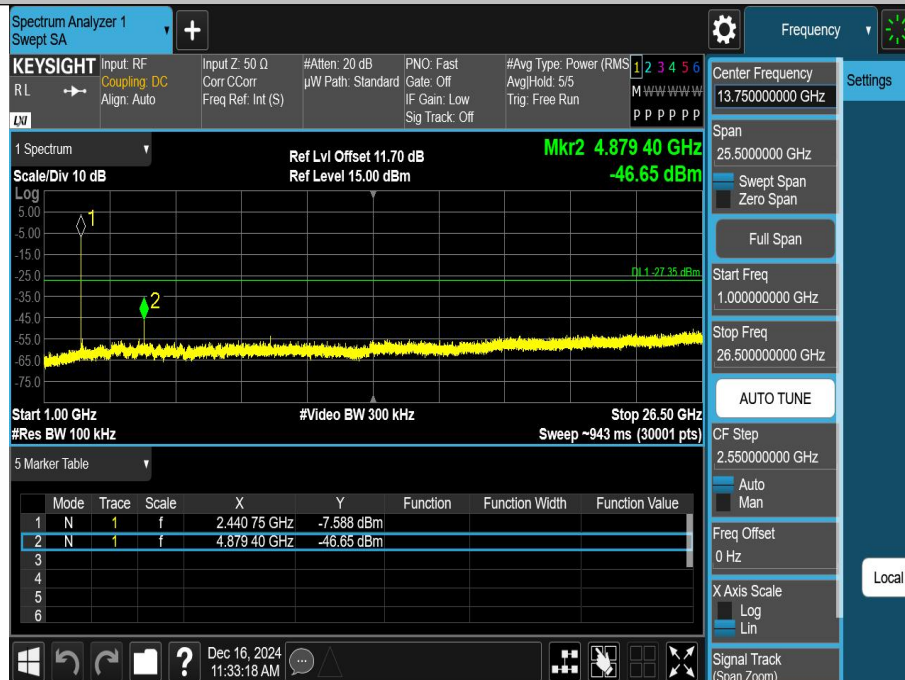 Spectrum Analyzer 1
Swept SA
+
Frequency
KEYSIGHT
RL
LXI
Input: RF
Coupling: DC
Align: Auto
Input Z: 50 Ω
Corr CCorr
Freq Ref: Int (S)
#Atten: 20 dB
µW Path: Standard
PNO: Fast
Gate: Off
IF Gain: Low
Sig Track: Off
#Avg Type: Power (RMS
Avg|Hold: 5/5
Trig: Free Run
1 2 3 4 5 6
M W W W W W
P P P P P P
1 Spectrum
Scale/Div 10 dB
Ref Lvl Offset 11.70 dB
Ref Level 15.00 dBm
Mkr2 4.879 40 GHz
-46.65 dBm
Log
5.00
-5.00
-15.0
-25.0
-35.0
-45.0
-55.0
-65.0
-75.0
1
2
DL1 -27.35 dBm
Start 1.00 GHz
#Video BW 300 kHz
Stop 26.50 GHz
#Res BW 100 kHz
Sweep ~943 ms (30001 pts)
5 Marker Table
Mode Trace Scale X Y Function Function Width Function Value
1 N 1 f 2.440 75 GHz -7.588 dBm
2 N 1 f 4.879 40 GHz -46.65 dBm
3
4
5
6
?
Dec 16, 2024
11:33:18 AM
Center Frequency
13.750000000 GHz
Settings
Span
25.5000000 GHz
Swept Span
Zero Span
Full Span
Start Freq
1.000000000 GHz
Stop Freq
26.500000000 GHz
AUTO TUNE
CF Step
2.550000000 GHz
Auto
Man
Freq Offset
0 Hz
X Axis Scale
Log
Lin
Signal Track
(Span Zoom)
Local